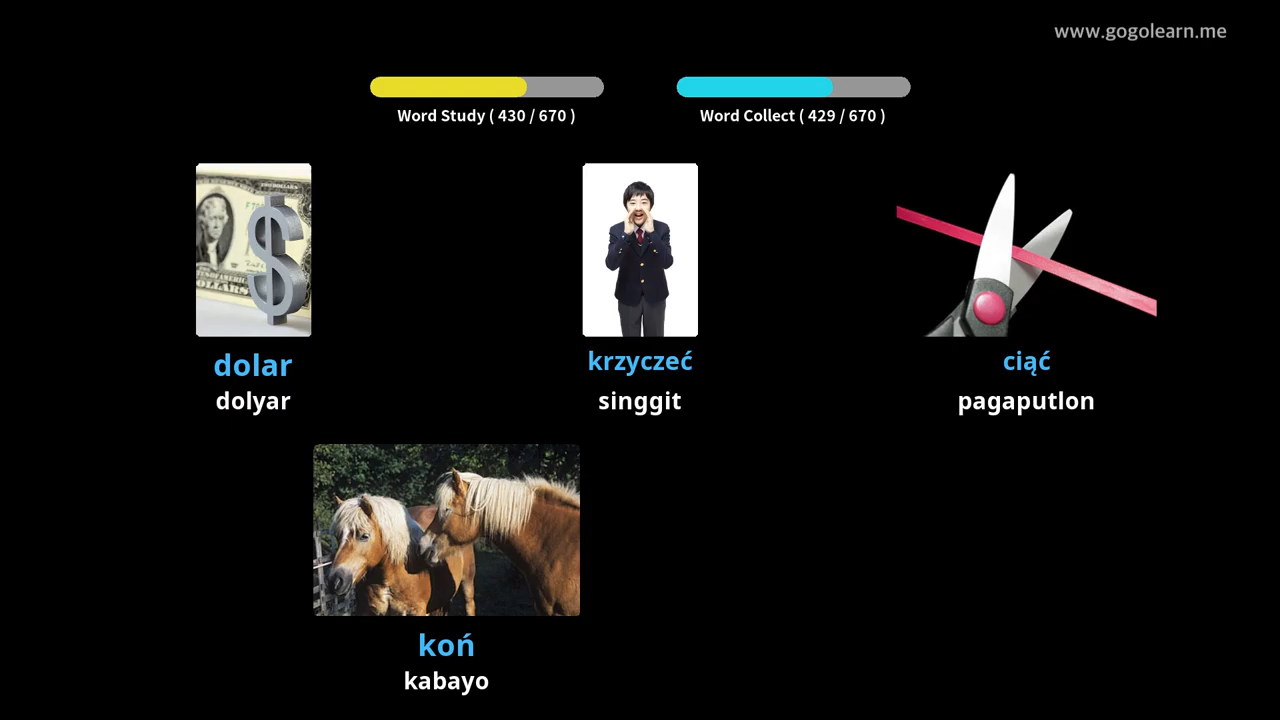 www.gogolearn.me
Word Study ( 430 / 670 )
Word Collect ( 429 / 670 )
dolar
dolyar
krzyczeć
singgit
ciąć
pagaputlon
koń
kabayo